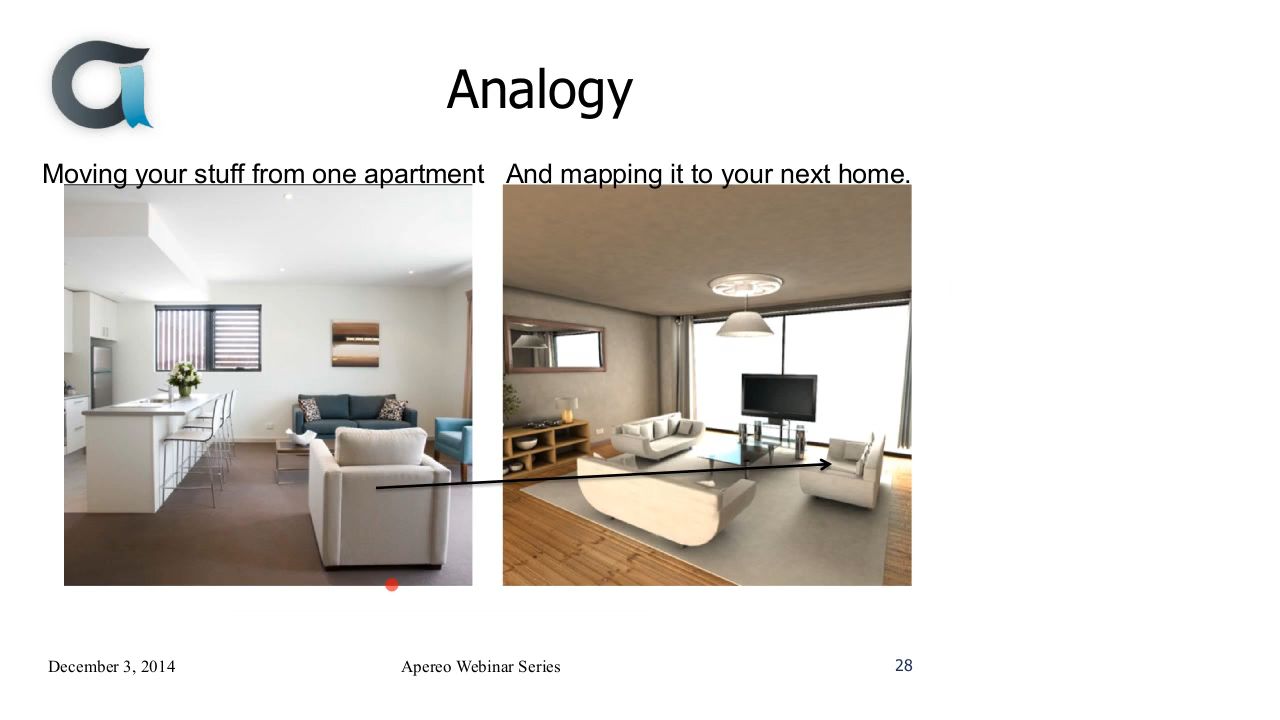 Analogy
Moving your stuff from one apartment
And mapping it to your next home.
December 3, 2014
Apereo Webinar Series
28